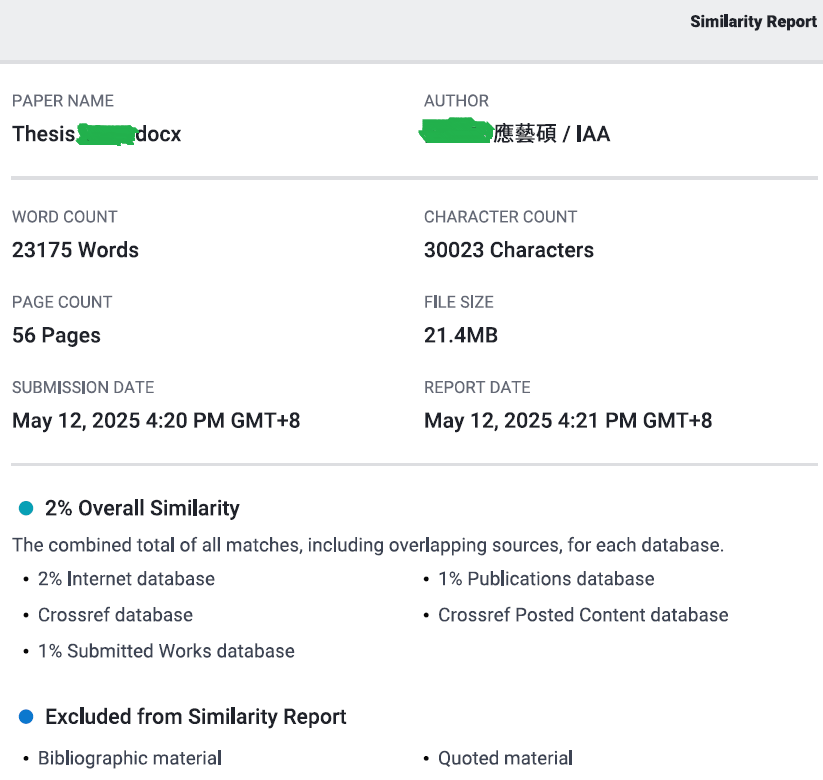 Similarity Report
PAPER NAME
Thesis docx
AUTHOR
應藝碩 / IAA
WORD COUNT
23175 Words
CHARACTER COUNT
30023 Characters
PAGE COUNT
56 Pages
FILE SIZE
21.4MB
SUBMISSION DATE
May 12, 2025 4:20 PM GMT+8
REPORT DATE
May 12, 2025 4:21 PM GMT+8
2% Overall Similarity
The combined total of all matches, including overlapping sources, for each database.
• 2% Internet database
• 1% Publications database
• Crossref database
• Crossref Posted Content database
• 1% Submitted Works database
Excluded from Similarity Report
• Bibliographic material
• Quoted material